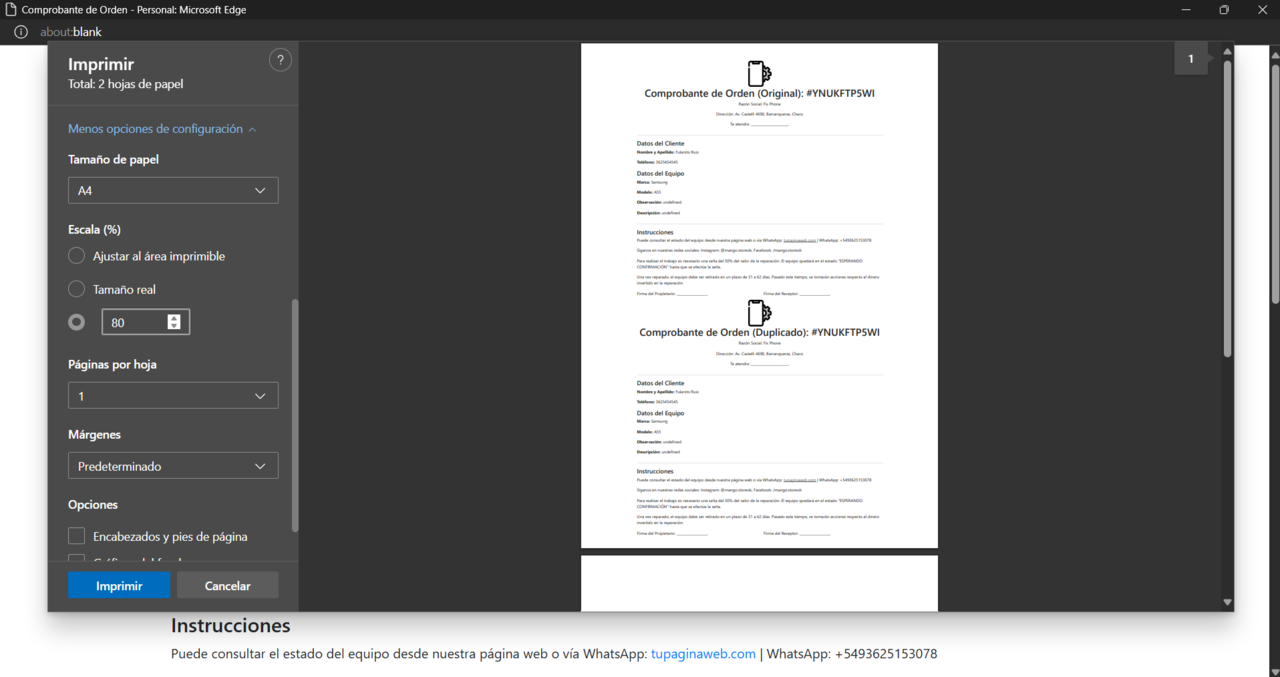 Comprobante de Orden - Personal: Microsoft Edge
about:blank
Imprimir
?
Total: 2 hojas de papel
Menos opciones de configuración
Tamaño de papel
A4
Escala (%)
Ajustar al área imprimible
Tamaño real
80
Páginas por hoja
1
Márgenes
Predeterminado
Opciones
Encabezados y pies de página
Imprimir
Cancelar
1
Comprobante de Orden (Original): #YNUKFTP5WI
Razón Social: Fix Phone
Dirección: Av. Castelli 4690, Barranqueras, Chaco
Te atendió: ________________
Datos del Cliente
Nombre y Apellido: Fulanito Ruiz
Teléfono: 3625454545
Datos del Equipo
Marca: Samsung
Modelo: A55
Observación: undefined
Descripción: undefined
Instrucciones
Puede consultar el estado del equipo desde nuestra página web o vía WhatsApp: tupaginaweb.com | WhatsApp: +5493625153078
Síganos en nuestras redes sociales: Instagram: @mango.storeok, Facebook: /mangostoreok
Para realizar el trabajo es necesario una seña del 50% del valor de la reparación. El equipo quedará en el estado "ESPERANDO
CONFIRMACIÓN" hasta que se efectúe la seña.
Una vez reparado, el equipo debe ser retirado en un plazo de 31 a 62 días. Pasado este tiempo, se tomarán acciones respecto al dinero
invertido en la reparación.
Firma del Propietario: _____________ Firma del Receptor: _____________
Comprobante de Orden (Duplicado): #YNUKFTP5WI
Razón Social: Fix Phone
Dirección: Av. Castelli 4690, Barranqueras, Chaco
Te atendió: ________________
Datos del Cliente
Nombre y Apellido: Fulanito Ruiz
Teléfono: 3625454545
Datos del Equipo
Marca: Samsung
Modelo: A55
Observación: undefined
Descripción: undefined
Instrucciones
Puede consultar el estado del equipo desde nuestra página web o vía WhatsApp: tupaginaweb.com | WhatsApp: +5493625153078
Síganos en nuestras redes sociales: Instagram: @mango.storeok, Facebook: /mangostoreok
Para realizar el trabajo es necesario una seña del 50% del valor de la reparación. El equipo quedará en el estado "ESPERANDO
CONFIRMACIÓN" hasta que se efectúe la seña.
Una vez reparado, el equipo debe ser retirado en un plazo de 31 a 62 días. Pasado este tiempo, se tomarán acciones respecto al dinero
invertido en la reparación.
Firma del Propietario: _____________ Firma del Receptor: _____________
Instrucciones
Puede consultar el estado del equipo desde nuestra página web o vía WhatsApp: tupaginaweb.com | WhatsApp: +5493625153078